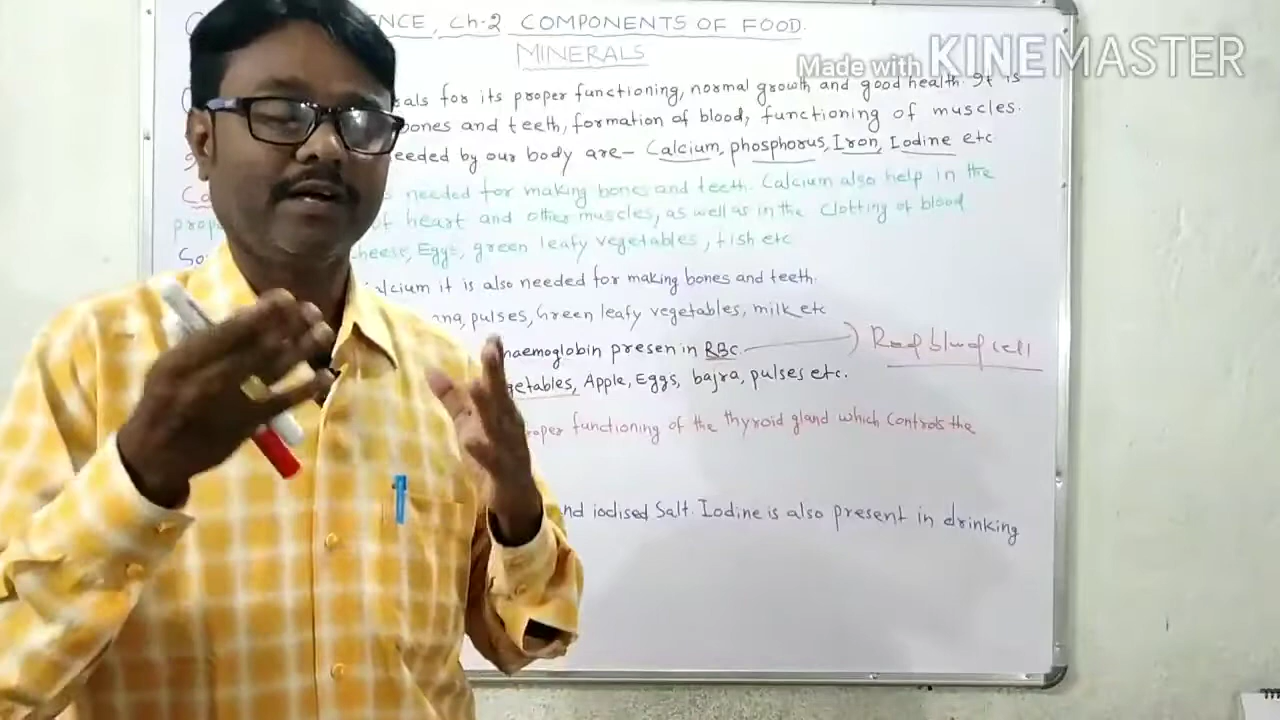 ENCE, Ch-2 COMPONENTS OF FOOD.
MINERALS
Made with KINEMASTER
rals for its proper functioning, normal growth and good health. It is
bones and teeth, formation of blood, functioning of muscles.
needed by our body are- Calcium, phosphorus, Iron, Iodine etc
needed for making bones and teeth. Calcium also help in the
prop of heart and other muscles, as well as in the clotting of blood
So cheese, Eggs, green leafy vegetables, fish etc
lcium it is also needed for making bones and teeth.
ana, pulses, Green leafy vegetables, milk etc
haemoglobin presen in RBC Red blood cell
getables, Apple, Eggs, bajra, pulses etc.
roper functioning of the thyroid gland which controls the
nd iodised Salt. Iodine is also present in drinking